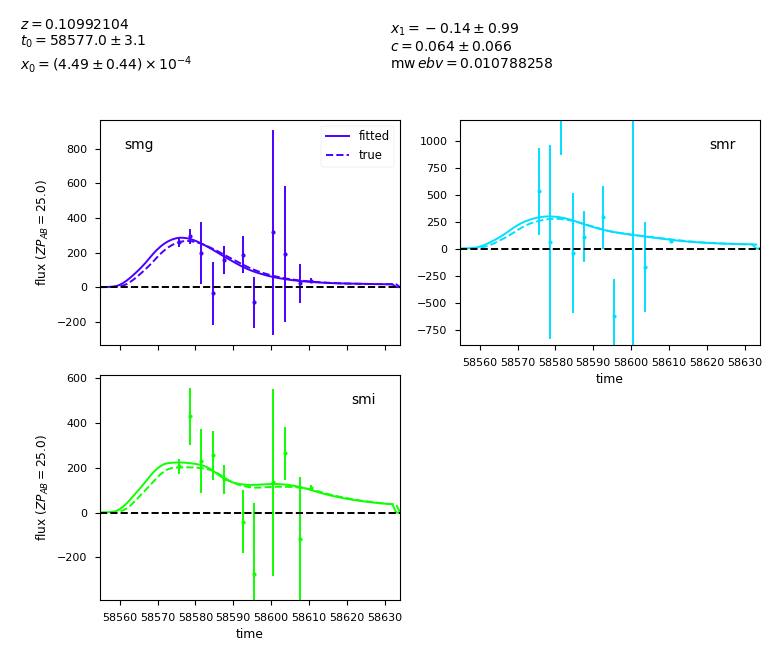 z = 0.10992104
t₀ = 58577.0 ± 3.1
x₀ = (4.49 ± 0.44) × 10⁻⁴
x₁ = −0.14 ± 0.99
c = 0.064 ± 0.066
mw ebv = 0.010788258
smg
fitted
true
800
600
400
200
0
−200
flux (ZP_AB = 25.0)
smr
1000
750
500
250
0
−250
−500
−750
58560 58570 58580 58590 58600 58610 58620 58630
time
smi
600
400
200
0
−200
flux (ZP_AB = 25.0)
58560 58570 58580 58590 58600 58610 58620 58630
time